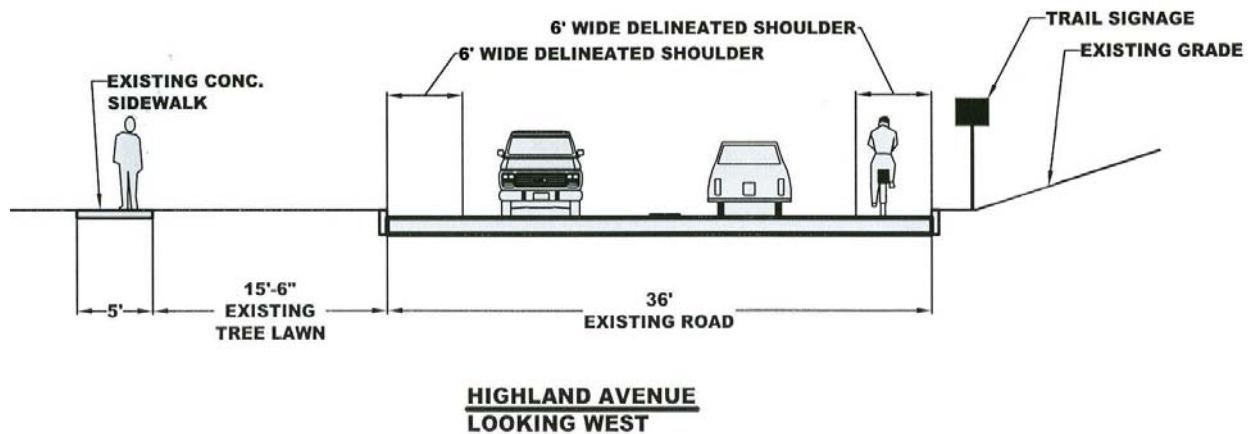 TRAIL SIGNAGE
6' WIDE DELINEATED SHOULDER
6' WIDE DELINEATED SHOULDER
EXISTING GRADE
EXISTING CONC.
SIDEWALK
5'
15'-6"
EXISTING
TREE LAWN
36'
EXISTING ROAD
HIGHLAND AVENUE
LOOKING WEST